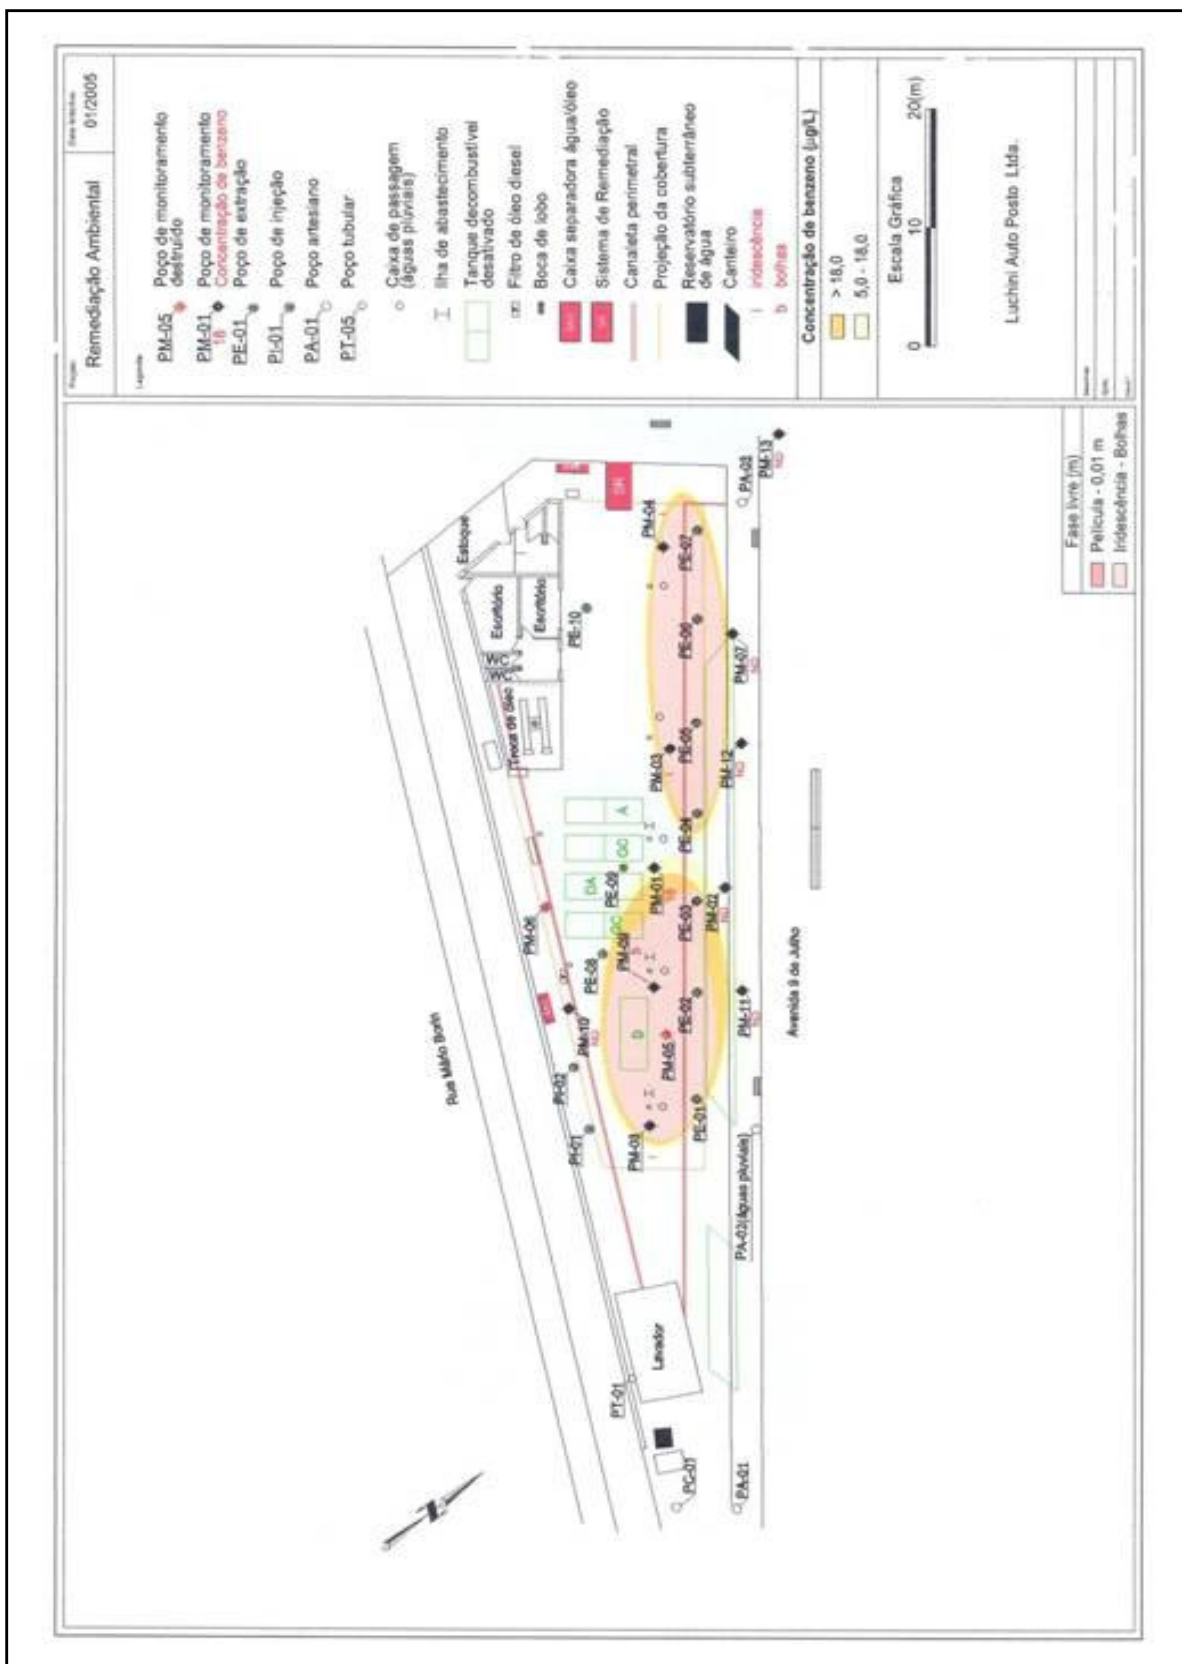 Projeto:
Remediação Ambiental
01/2005
Legenda:
PM-05
Poço de monitoramento
destruído
PM-01
16
Poço de monitoramento
Concentração de benzeno
PE-01
Poço de extração
PI-01
Poço de injeção
PA-01
Poço artesiano
PT-05
Poço tubular
Caixa de passagem
(águas pluviais)
Ilha de abastecimento
Tanque decombustível
desativado
Filtro de óleo diesel
Boca de lobo
Caixa separadora água/óleo
Sistema de Remediação
Canaleta perimetral
Projeção da cobertura
Reservatório subterrâneo
de água
Canteiro
i iridescência
b bolhas
Concentração de benzeno (µg/L)
> 18,0
5,0 - 18,0
Escala Gráfica
0 10 20(m)
Luchini Auto Posto Ltda.
Rua Mário Borin
Estoque
Escritório
Escritório
WC
WC
Troca de óleo
PE-10
SR
PM-04
PE-07
PA-03
PM-13
ND
PE-06
PM-07
ND
PE-05
PM-03
PM-12
ND
PE-04
A
GC
DA
GC
PE-09
PM-01
PE-03
PM-02
ND
PM-06
PE-08
PM-09
PE-02
PM-11
ND
D
PM-05
PM-10
ND
PI-02
PI-01
PM-03
PE-01
PA-02(águas pluviais)
Avenida 9 de Julho
Lavador
PT-01
PC-01
PA-01
Fase livre (m)
Película - 0,01 m
Iridescência - Bolhas